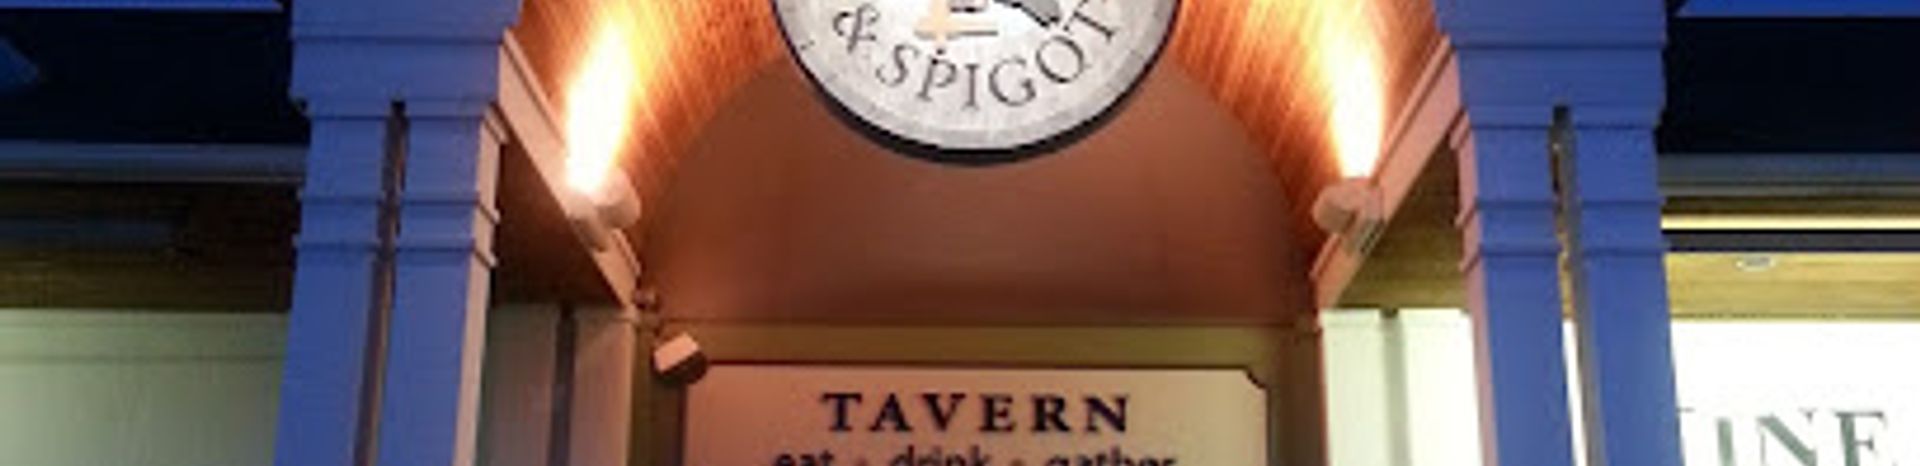 & SPIGOT
TAVERN
eat • drink • gather